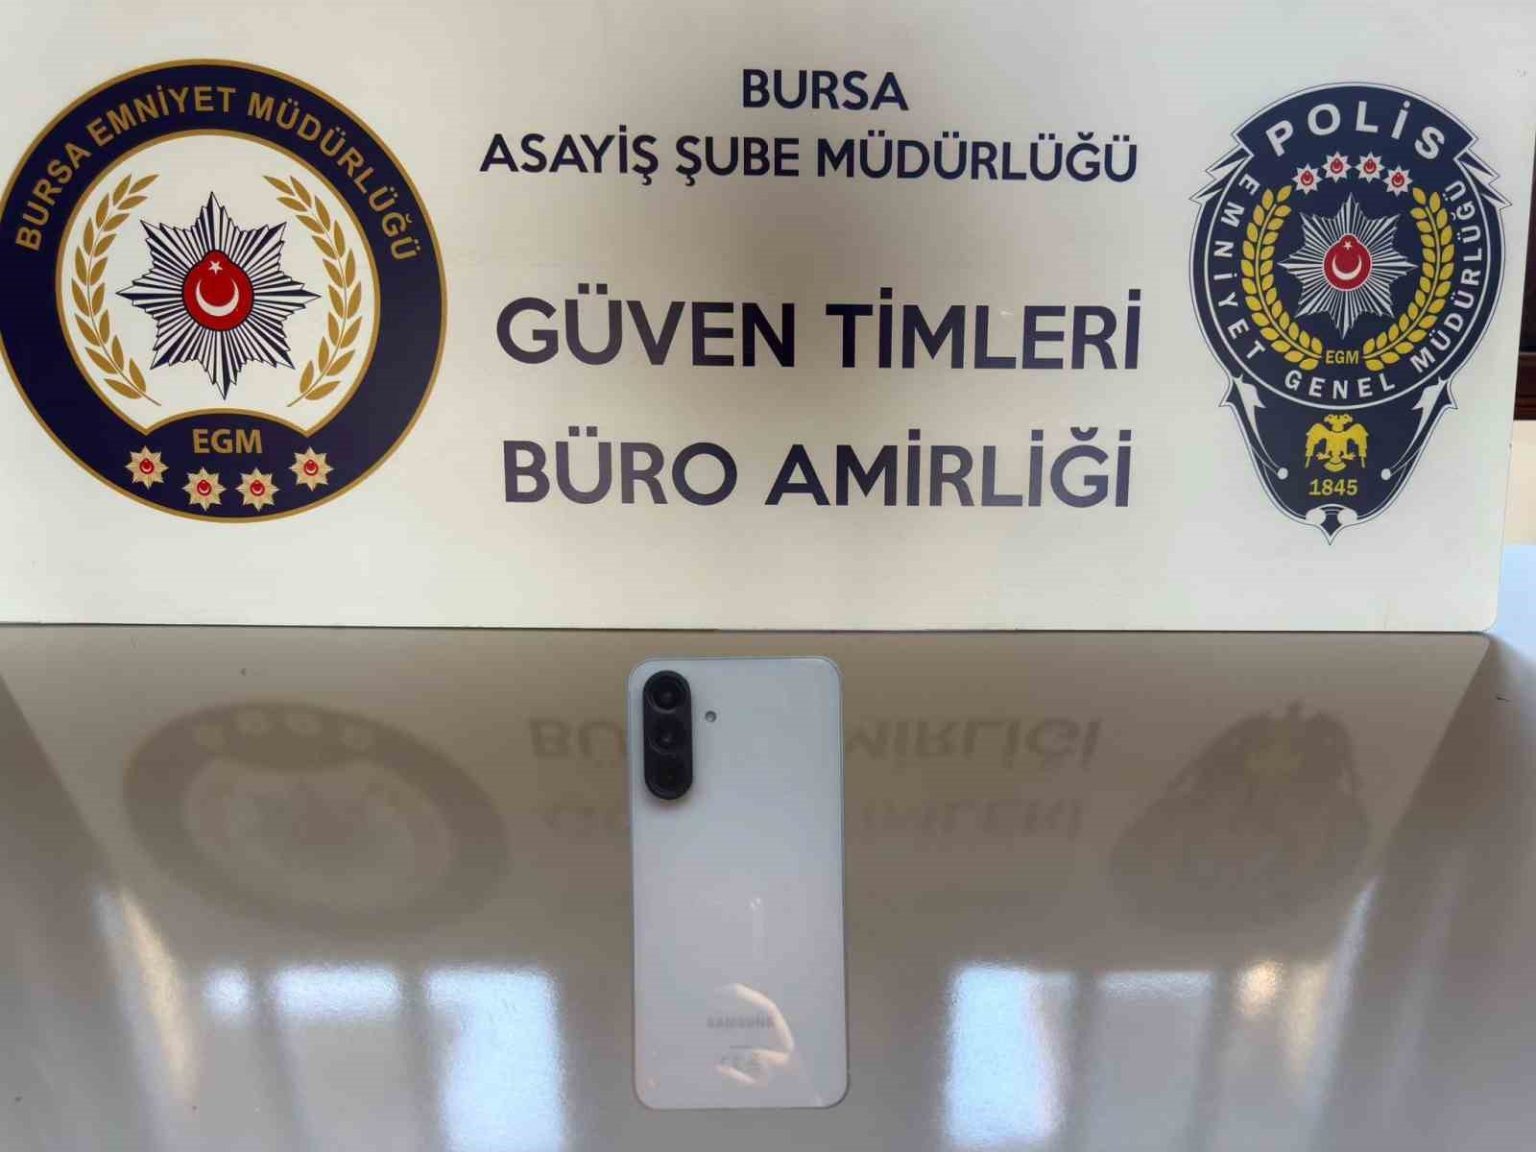 BURSA EMNİYET MÜDÜRLÜĞÜ
EGM
BURSA
ASAYİŞ ŞUBE MÜDÜRLÜĞÜ
GÜVEN TİMLERİ
BÜRO AMİRLİĞİ
POLİS
EMNİYET GENEL MÜDÜRLÜĞÜ
EGM
1845
SAMSUNG